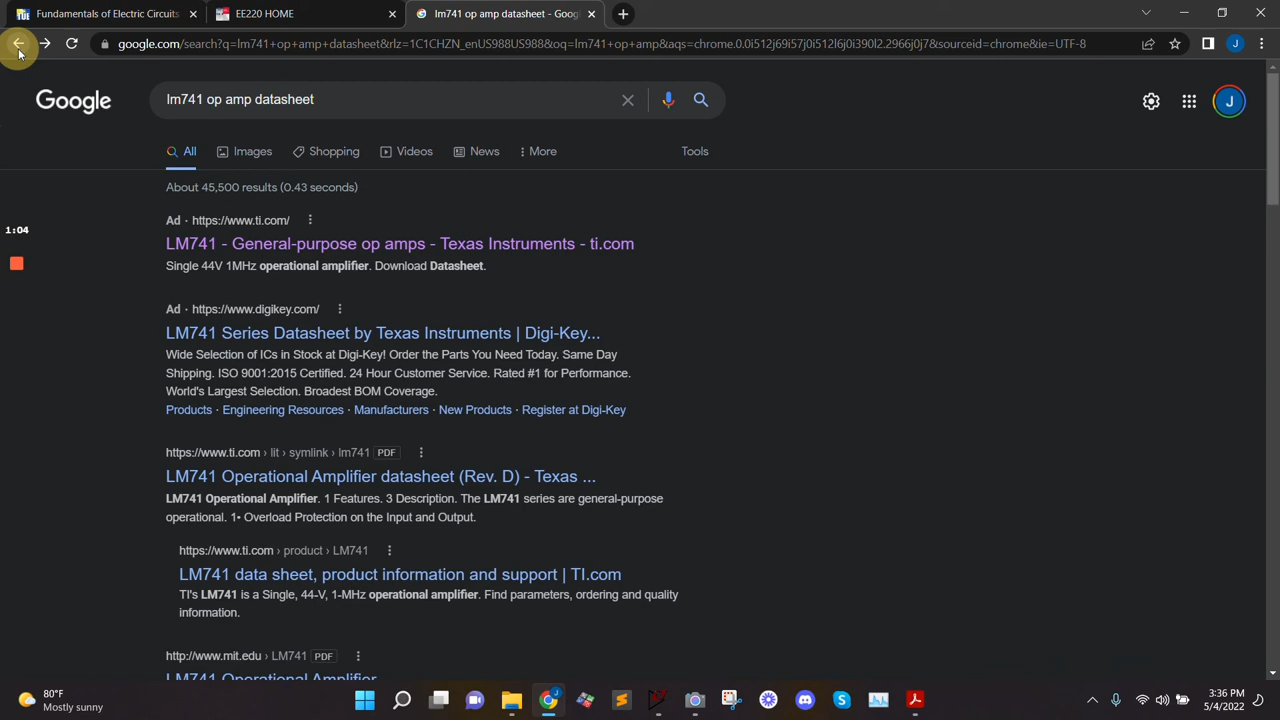 Fundamentals of Electric Circuits
EE220 HOME
lm741 op amp datasheet - Goog
google.com/search?q=lm741+op+amp+datasheet&rlz=1C1CHZN_enUS988US988&oq=lm741+op+amp&aqs=chrome.0.0i512j69i57j0i512l6j0i390l2.2966j0j7&sourceid=chrome&ie=UTF-8
J
Google
lm741 op amp datasheet
J
All
Images
Shopping
Videos
News
More
Tools
About 45,500 results (0.43 seconds)
Ad · https://www.ti.com/
1:04
LM741 - General-purpose op amps - Texas Instruments - ti.com
Single 44V 1MHz operational amplifier. Download Datasheet.
Ad · https://www.digikey.com/
LM741 Series Datasheet by Texas Instruments | Digi-Key...
Wide Selection of ICs in Stock at Digi-Key! Order the Parts You Need Today. Same Day
Shipping. ISO 9001:2015 Certified. 24 Hour Customer Service. Rated #1 for Performance.
World's Largest Selection. Broadest BOM Coverage.
Products · Engineering Resources · Manufacturers · New Products · Register at Digi-Key
https://www.ti.com › lit › symlink › lm741 PDF
LM741 Operational Amplifier datasheet (Rev. D) - Texas ...
LM741 Operational Amplifier. 1 Features. 3 Description. The LM741 series are general-purpose
operational. 1• Overload Protection on the Input and Output.
https://www.ti.com › product › LM741
LM741 data sheet, product information and support | TI.com
TI's LM741 is a Single, 44-V, 1-MHz operational amplifier. Find parameters, ordering and quality
information.
http://www.mit.edu › LM741 PDF
LM741 Operational Amplifier
80°F
Mostly sunny
3:36 PM
5/4/2022